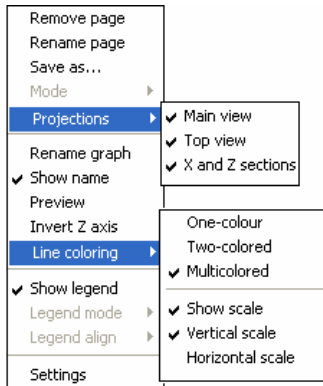 Remove page
Rename page
Save as...
Mode
Projections
Main view
Top view
X and Z sections
Rename graph
Show name
Preview
Invert Z axis
Line coloring
One-colour
Two-colored
Multicolored
Show scale
Vertical scale
Horizontal scale
Show legend
Legend mode
Legend align
Settings